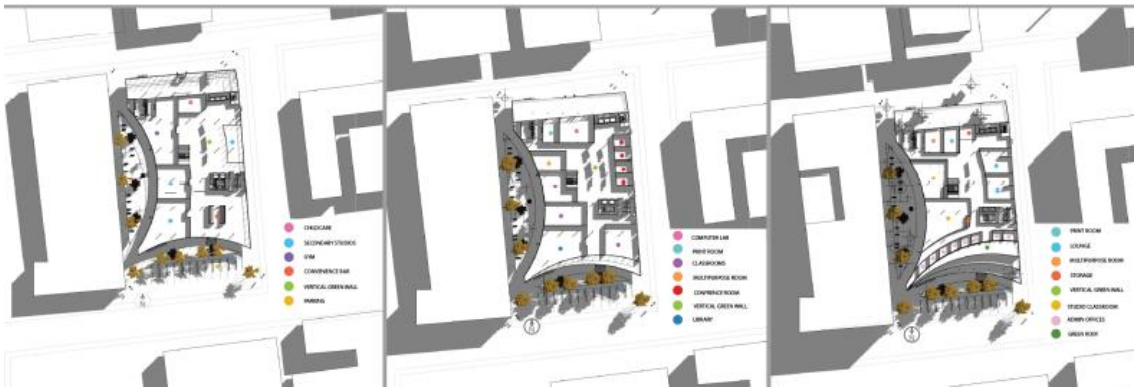 CHILDCARE
SECONDARY STUDIOS
GYM
CONVENIENCE BAR
VERTICAL GREEN WALL
PARKING
N
COMPUTER LAB
PRINT ROOM
CLASSROOMS
MULTIPURPOSE ROOM
CONFRENCE ROOM
VERTICAL GREEN WALL
LIBRARY
PRINT ROOM
LOUNGE
MULTIPURPOSE ROOM
STORAGE
VERTICAL GREEN WALL
STUDIO CLASSROOM
ADMIN OFFICES
GREEN ROOF